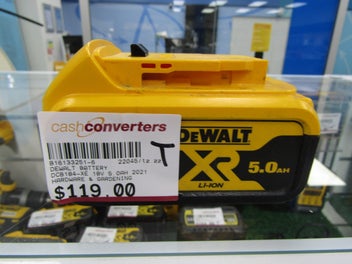 cashconverters
B16133251-6 22045/12.22
DEWALT BATTERY
DCB184-XE 18V 5.0AH 2021
HARDWARE & GARDENING
$119.00
T
DEWALT
XR
5.0AH
LI-ION